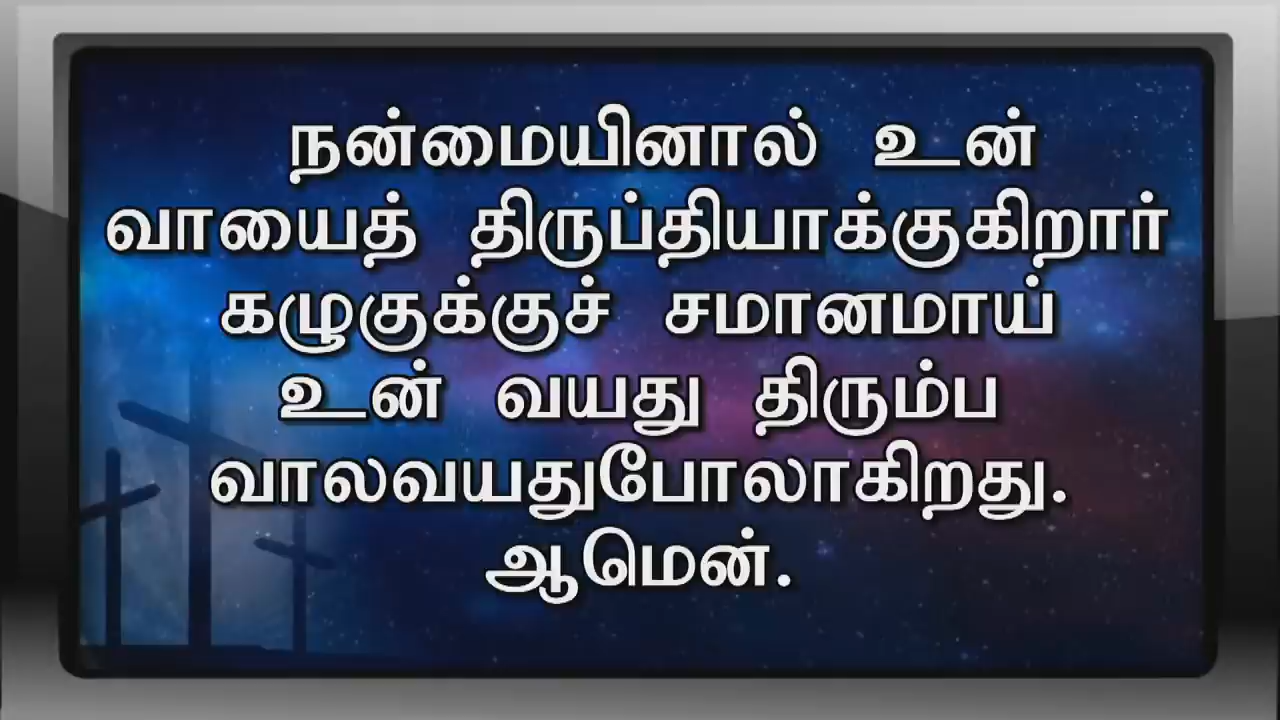 நன்மையினால் உன்
வாயைத் திருப்தியாக்குகிறார்
கழுகுக்குச் சமானமாய்
உன் வயது திரும்ப
வாலவயதுபோலாகிறது.
ஆமென்.